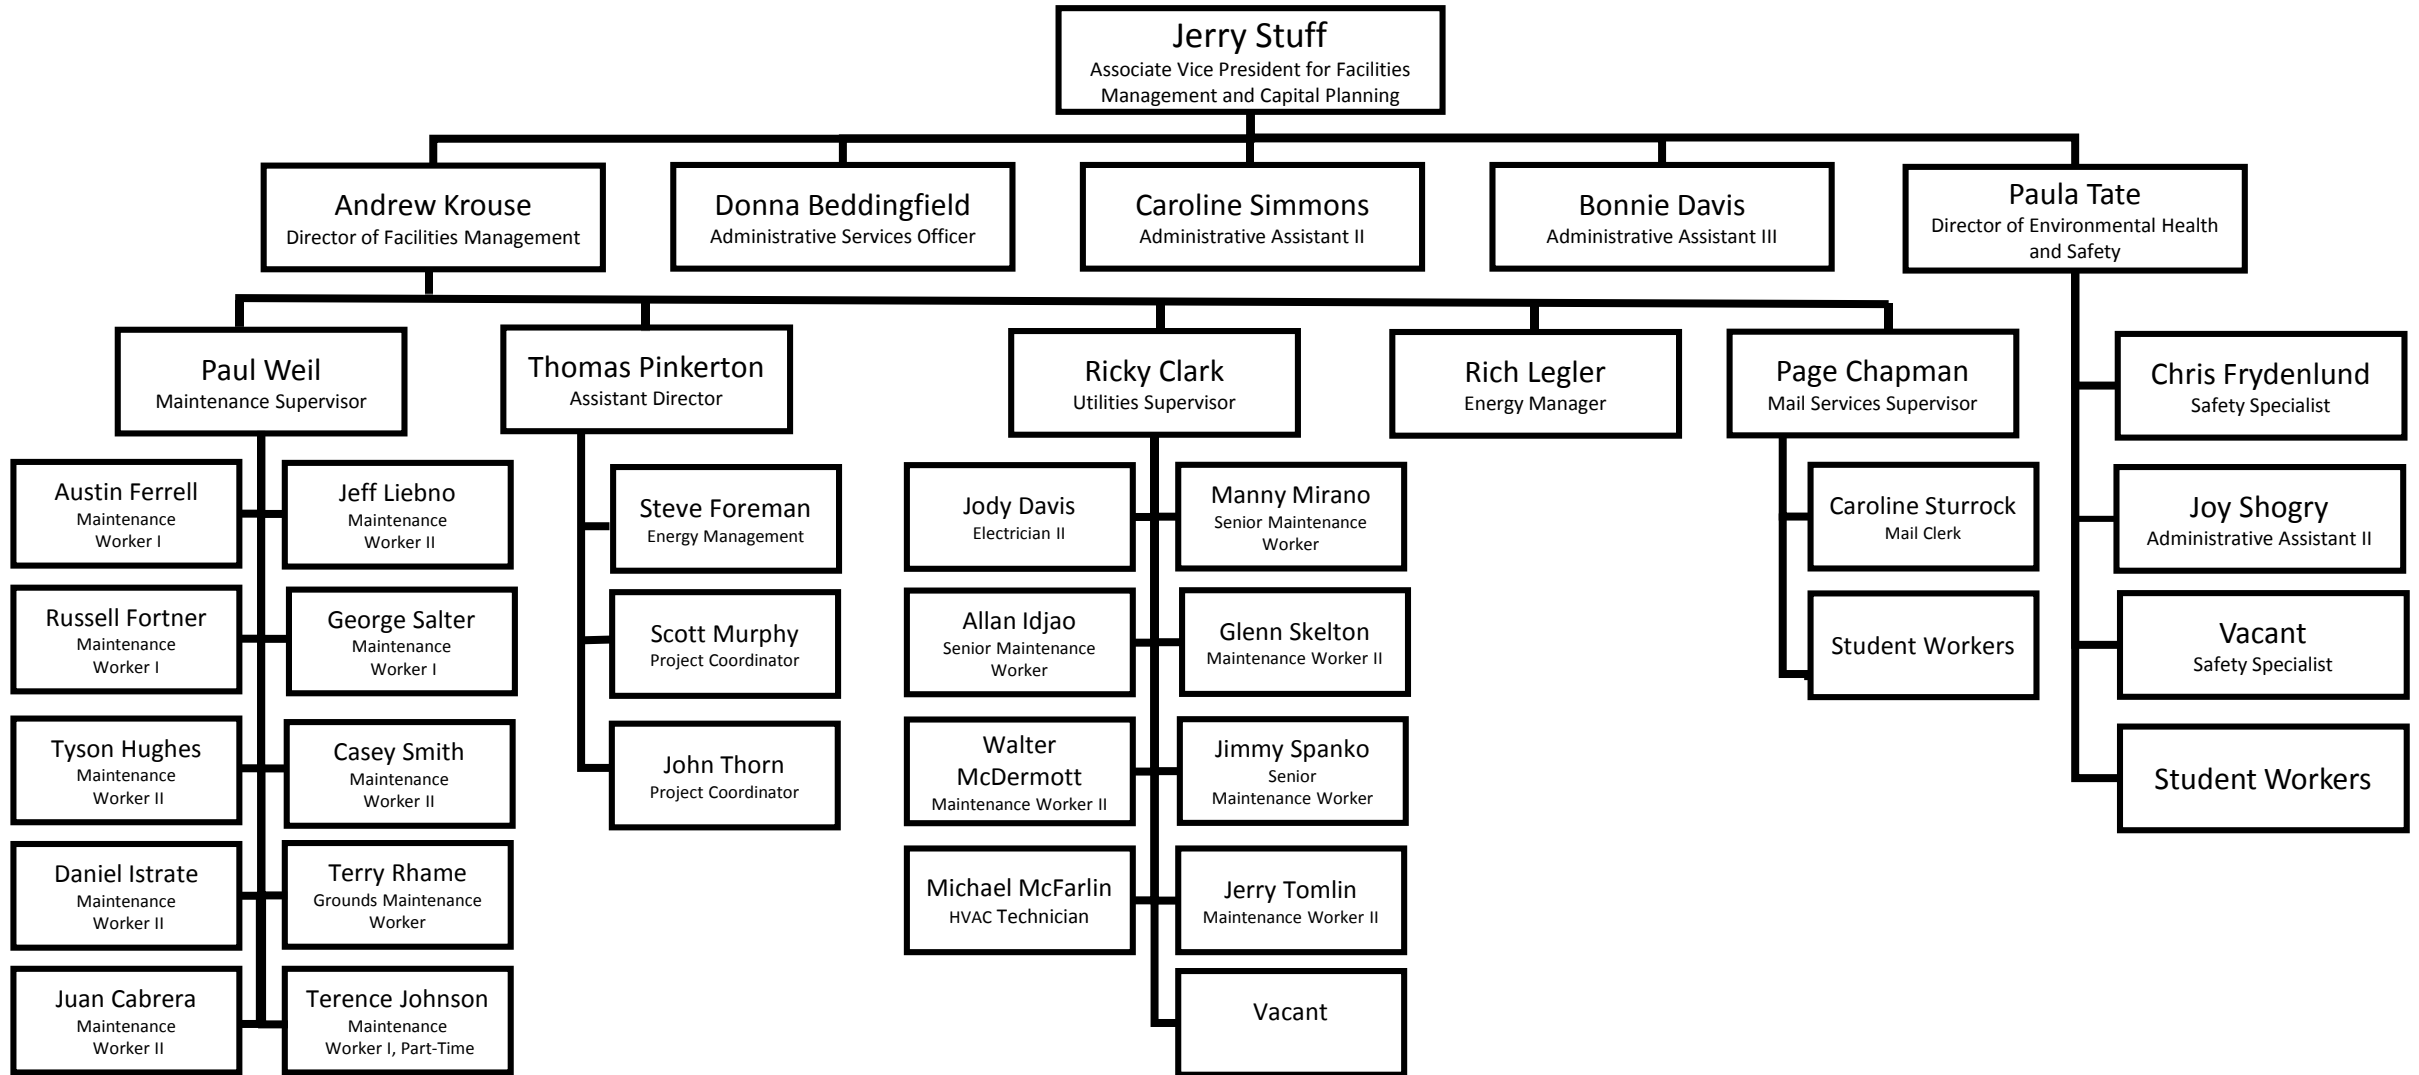 Jerry Stuff
Associate Vice President for Facilities
Management and Capital Planning
Andrew Krouse
Director of Facilities Management
Donna Beddingfield
Administrative Services Officer
Caroline Simmons
Administrative Assistant II
Bonnie Davis
Administrative Assistant III
Paula Tate
Director of Environmental Health
and Safety
Paul Weil
Maintenance Supervisor
Thomas Pinkerton
Assistant Director
Ricky Clark
Utilities Supervisor
Rich Legler
Energy Manager
Page Chapman
Mail Services Supervisor
Chris Frydenlund
Safety Specialist
Austin Ferrell
Maintenance
Worker I
Jeff Liebno
Maintenance
Worker II
Steve Foreman
Energy Management
Jody Davis
Electrician II
Manny Mirano
Senior Maintenance
Worker
Caroline Sturrock
Mail Clerk
Joy Shogry
Administrative Assistant II
Russell Fortner
Maintenance
Worker I
George Salter
Maintenance
Worker I
Scott Murphy
Project Coordinator
Allan Idjao
Senior Maintenance
Worker
Glenn Skelton
Maintenance Worker II
Student Workers
Vacant
Safety Specialist
Tyson Hughes
Maintenance
Worker II
Casey Smith
Maintenance
Worker II
John Thorn
Project Coordinator
Walter
McDermott
Maintenance Worker II
Jimmy Spanko
Senior
Maintenance Worker
Student Workers
Daniel Istrate
Maintenance
Worker II
Terry Rhame
Grounds Maintenance
Worker
Michael McFarlin
HVAC Technician
Jerry Tomlin
Maintenance Worker II
Juan Cabrera
Maintenance
Worker II
Terence Johnson
Maintenance
Worker I, Part-Time
Vacant